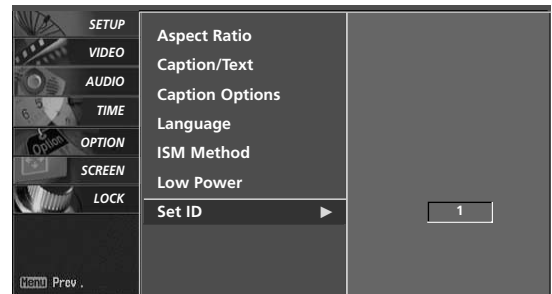 SETUP
VIDEO
AUDIO
TIME
OPTION
SCREEN
LOCK
Menu Prev.
Aspect Ratio
Caption/Text
Caption Options
Language
ISM Method
Low Power
Set ID ▶
1